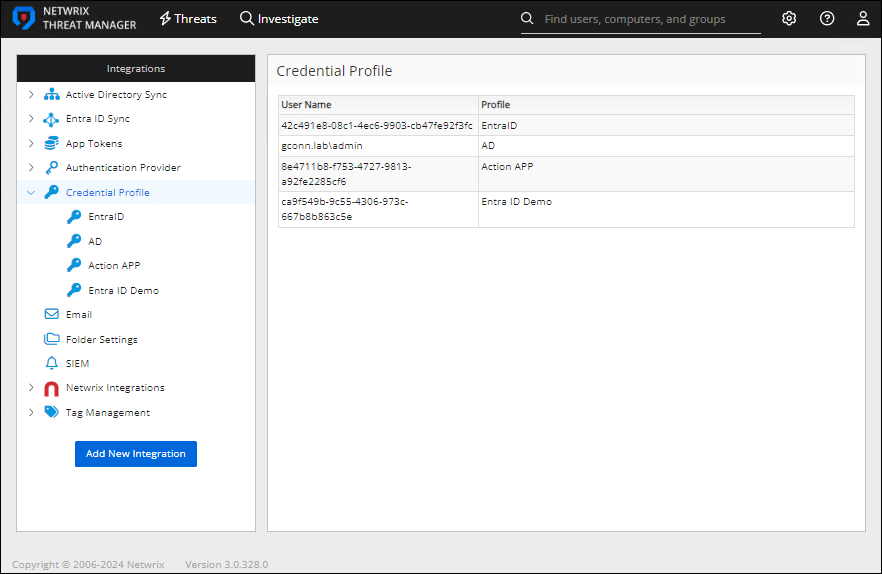 NETWRIX
THREAT MANAGER
Threats
Investigate
Find users, computers, and groups
Integrations
Active Directory Sync
Entra ID Sync
App Tokens
Authentication Provider
Credential Profile
EntraID
AD
Action APP
Entra ID Demo
Email
Folder Settings
SIEM
Netwrix Integrations
Tag Management
Add New Integration
Credential Profile
User Name Profile
42c491e8-08c1-4ec6-9903-cb47fe92f3fc EntraID
gconn.lab\admin AD
8e4711b8-f753-4727-9813- Action APP
a92fe2285cf6
ca9f549b-9c55-4306-973c- Entra ID Demo
667b8b863c5e
Copyright © 2006-2024 Netwrix Version 3.0.328.0